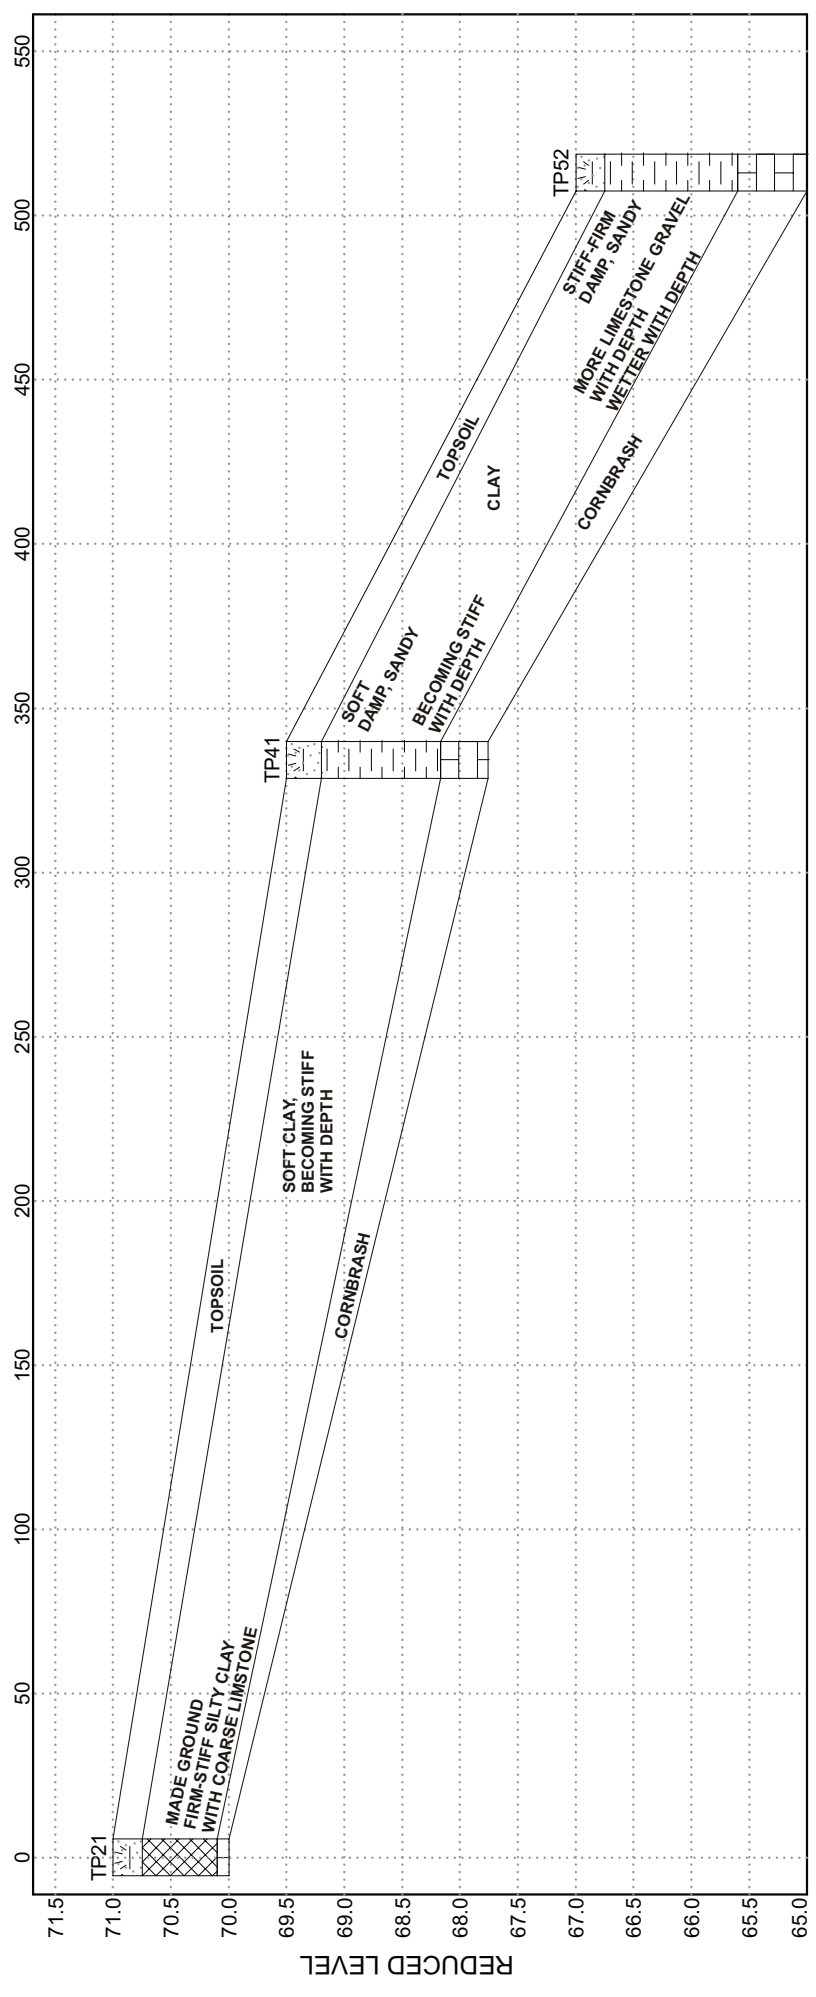 TP21
TP41
TP52
TOPSOIL
TOPSOIL
MADE GROUND
FIRM-STIFF SILTY CLAY
WITH COARSE LIMSTONE
SOFT CLAY,
BECOMING STIFF
WITH DEPTH
CORNBRASH
SOFT
DAMP, SANDY
BECOMING STIFF
WITH DEPTH
CLAY
STIFF-FIRM
DAMP, SANDY
MORE LIMESTONE GRAVEL
WITH DEPTH
WETTER WITH DEPTH
CORNBRASH
REDUCED LEVEL
71.5
71.0
70.5
70.0
69.5
69.0
68.5
68.0
67.5
67.0
66.5
66.0
65.5
65.0
0
50
100
150
200
250
300
350
400
450
500
550